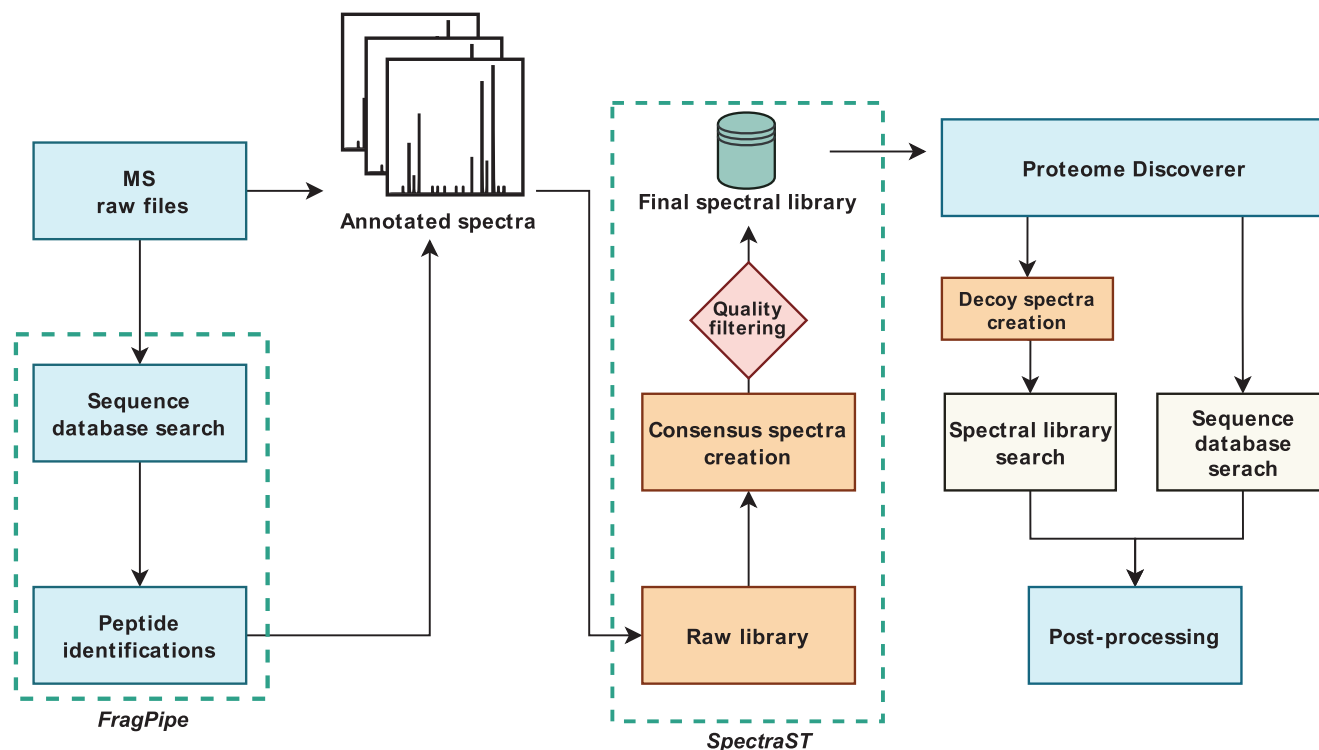 MS
raw files
Annotated spectra
Sequence
database search
Peptide
identifications
FragPipe
Final spectral library
Quality
filtering
Consensus spectra
creation
Raw library
SpectraST
Proteome Discoverer
Decoy spectra
creation
Spectral library
search
Sequence
database
serach
Post-processing